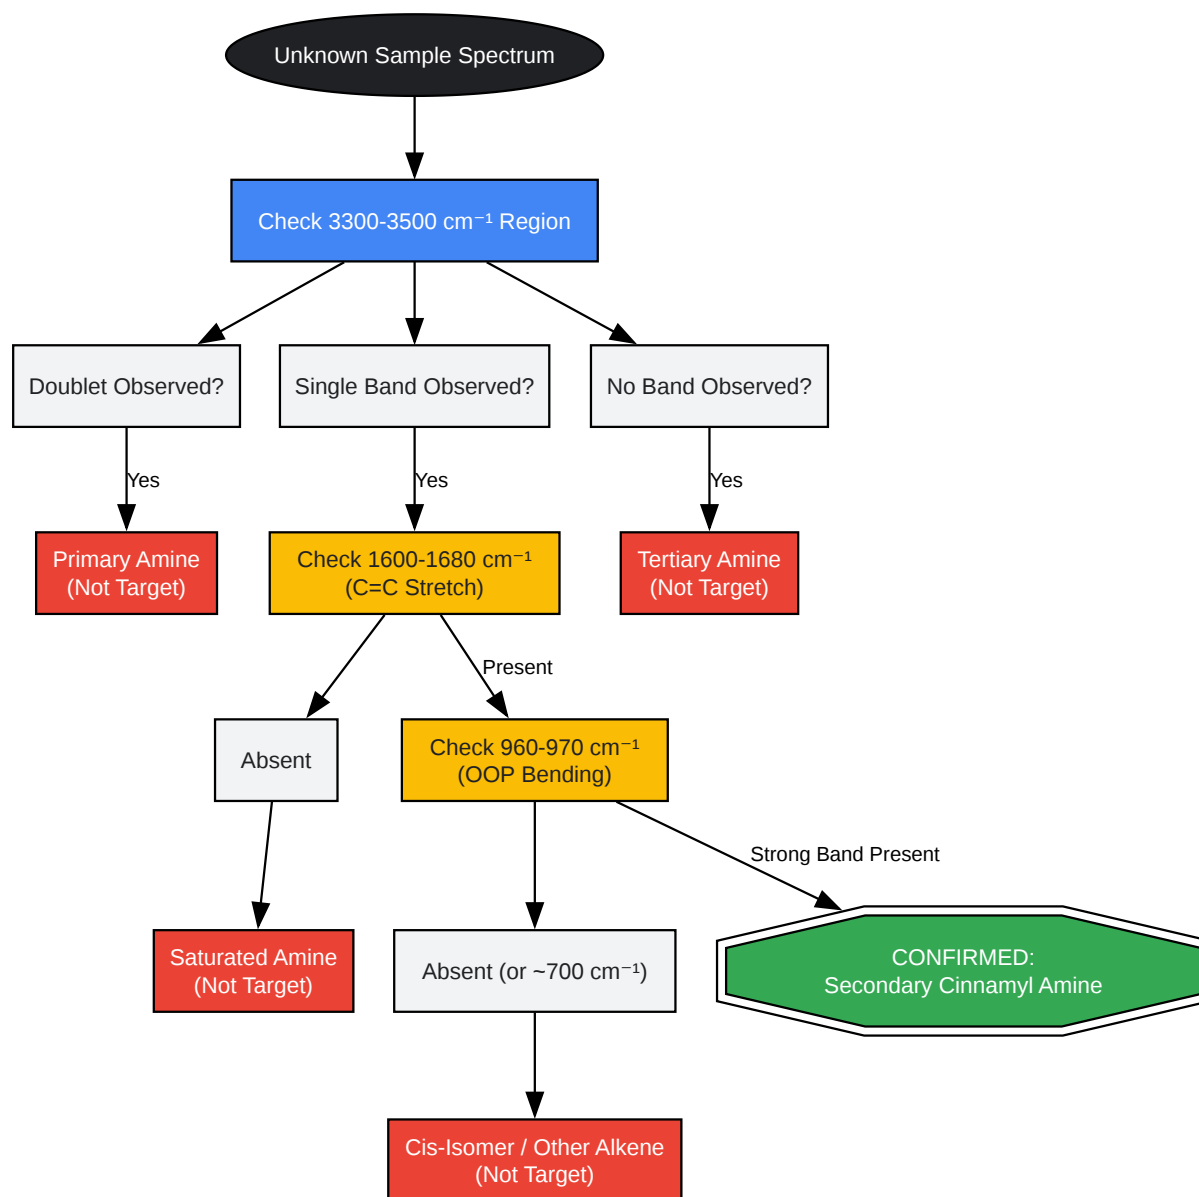 Unknown Sample Spectrum
Check 3300-3500 cm⁻¹ Region
Doublet Observed?
Single Band Observed?
No Band Observed?
Yes
Yes
Yes
Primary Amine
(Not Target)
Check 1600-1680 cm⁻¹
(C=C Stretch)
Tertiary Amine
(Not Target)
Present
Absent
Check 960-970 cm⁻¹
(OOP Bending)
Strong Band Present
Saturated Amine
(Not Target)
Absent (or ~700 cm⁻¹)
CONFIRMED:
Secondary Cinnamyl Amine
Cis-Isomer / Other Alkene
(Not Target)